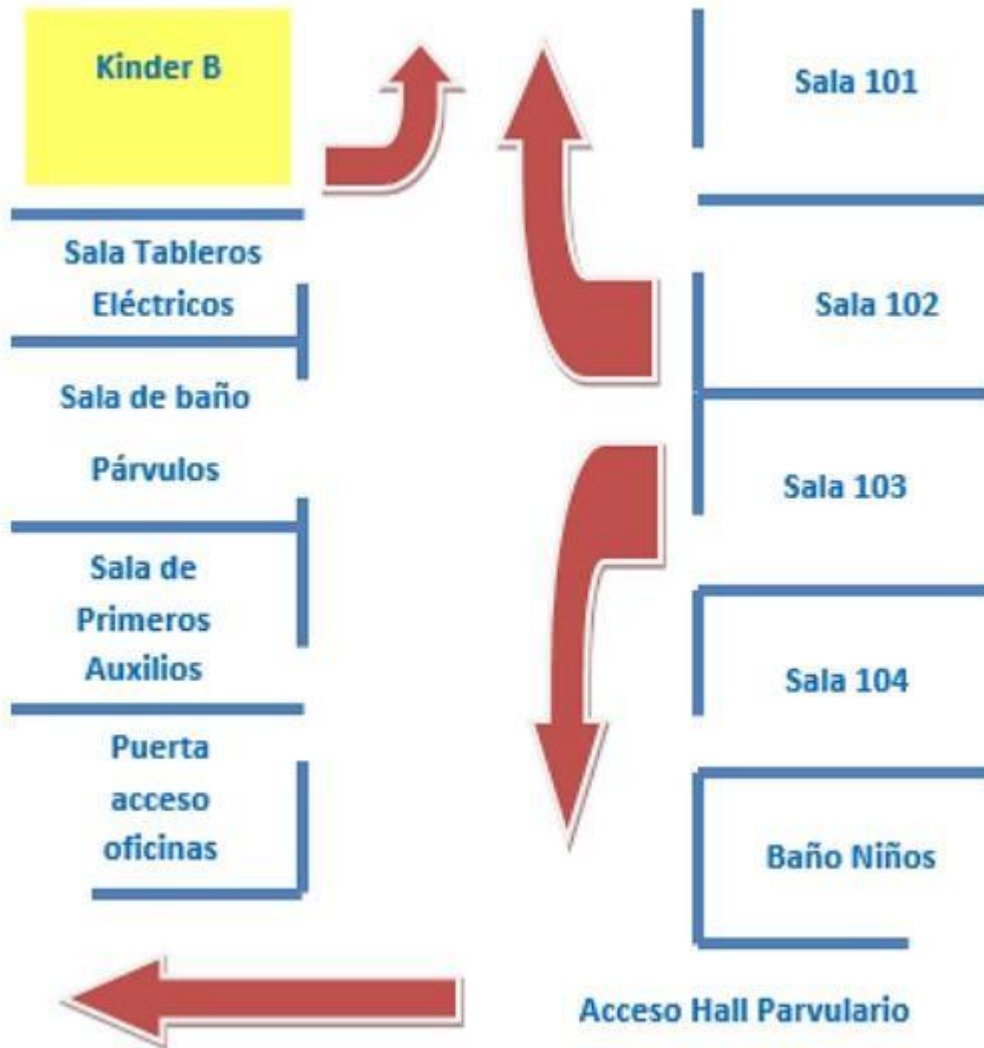 Kinder B
Sala Tableros
Eléctricos
Sala de baño
Párvulos
Sala de
Primeros
Auxilios
Puerta
acceso
oficinas
Sala 101
Sala 102
Sala 103
Sala 104
Baño Niños
Acceso Hall Parvulario